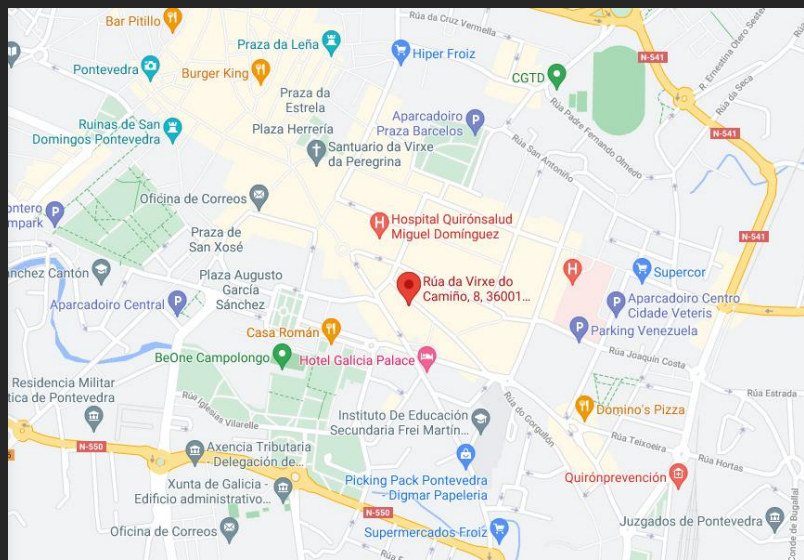 Rúa da Cruz Vermella
Bar Pitillo
Praza da Leña
Hiper Froiz
N-541
R. Ernestina Otero Sestelo
Pontevedra
Burger King
CGTD
Rúa da Seca
Praza da
Estrela
Rúa Padre Fernando Olmedo
Ruinas de San
Domingos Pontevedra
Plaza Herrería
Aparcadoiro
Praza Barcelos
N-541
Santuario da Virxe
da Peregrina
Rúa San Antoniño
Oficina de Correos
ontero
mpark
Hospital Quirónsalud
Miguel Domínguez
Praza de
San Xosé
N-541
nchez Cantón
Plaza Augusto
García
Sánchez
Rúa da Virxe do
Camiño, 8, 36001...
H
Supercor
Aparcadoiro Central
Aparcadoiro Centro
Cidade Veteris
Casa Román
Parking Venezuela
BeOne Campolongo
Hotel Galicia Palace
Rúa Joaquín Costa
Residencia Militar
tica de Pontevedra
Rúa Iglesias Vilarelle
Rúa do Gorgullón
Rúa Estrada
Domino's Pizza
Instituto De Educación
Secundaria Frei Martín...
N-550
Axencia Tributaria
Delegación de...
Rúa Teixoeira
Rúa Hortas
Xunta de Galicia -
Edificio administrativo...
Picking Pack Pontevedra
- Digmar Papeleria
Quirónprevención
N-550
Oficina de Correos
Supermercados Froiz
Juzgados de Pontevedra
Conde de Bugallal